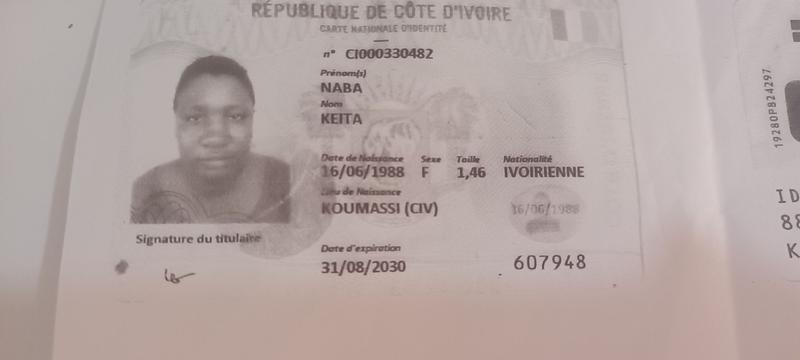 RÉPUBLIQUE DE CÔTE D'IVOIRE
CARTE NATIONALE D'IDENTITÉ
n° CI000330482
Prénom(s)
NABA
Nom
KEITA
Date de Naissance Sexe Taille Nationalité
16/06/1988 F 1,46 IVOIRIENNE
Lieu de Naissance
KOUMASSI (CIV)
16/06/1988
Signature du titulaire
Date d'expiration
31/08/2030
607948
19280P824297
ID
88
K